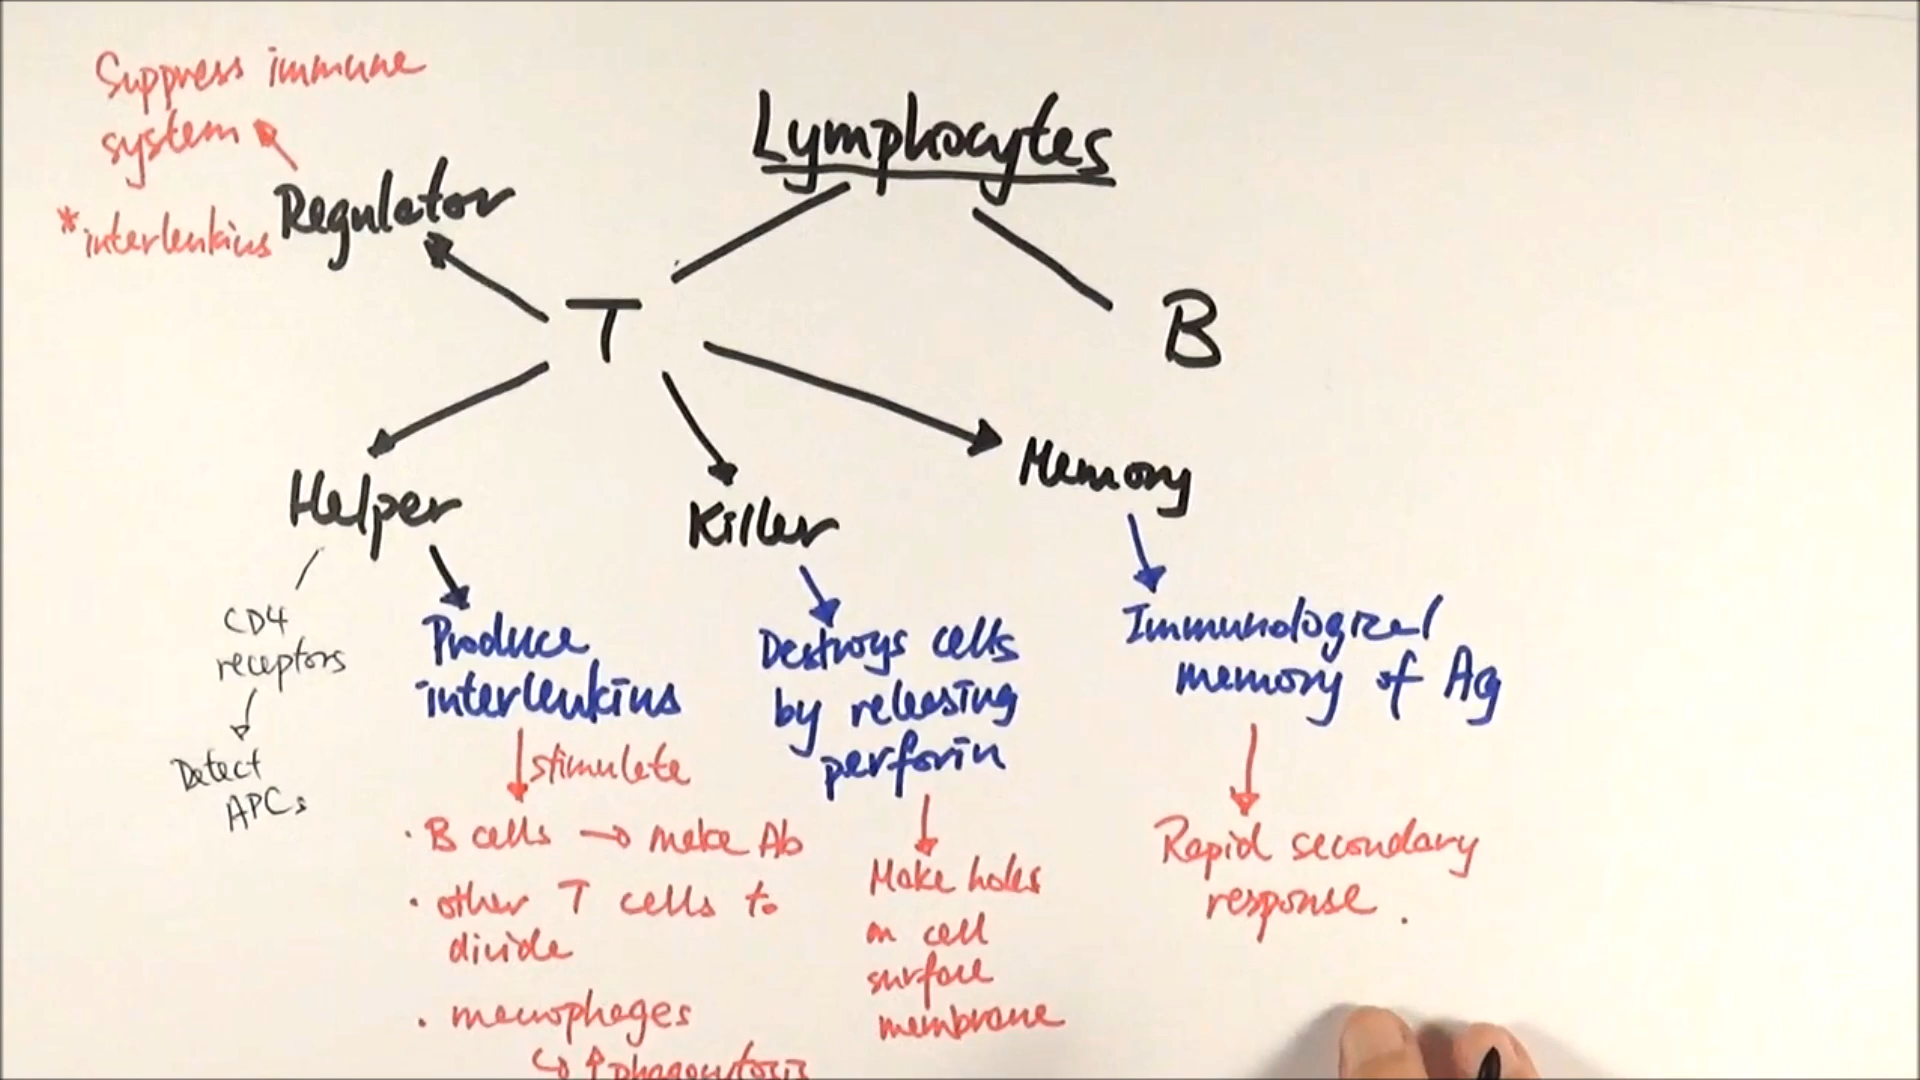 Lymphocytes
Suppress immune
system
* interleukins
Regulator
T
B
Helper
Killer
Memory
CD4
receptors
Detect
APCs
Produce
interleukins
stimulate
· B cells → make Ab
· other T cells to
divide
· macrophages
↳ ↑ phagocytosis
Destroys cells
by releasing
perforin
Make holes
on cell
surface
membrane
Immunological
memory of Ag
Rapid secondary
response.